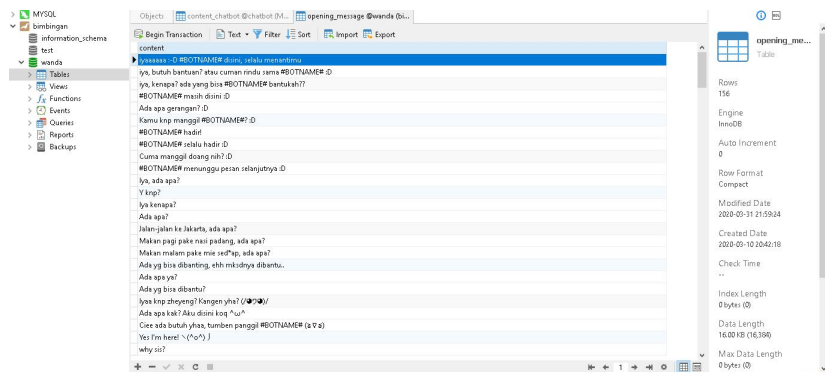 MYSQL
bimbingan
information_schema
test
wanda
Tables
Views
Functions
Events
Queries
Reports
Backups
Objects content_chatbot @chatbot (M... opening_message @wanda (bi...
Begin Transaction Text Filter Sort Import Export
content
iyaaaaaa :-D #BOTNAME# disini, selalu menantimu
iya, butuh bantuan? atau cuman rindu sama #BOTNAME# :D
iya, kenapa? ada yang bisa #BOTNAME# bantukah??
#BOTNAME# masih disini :D
Ada apa gerangan? :D
Kamu knp manggil #BOTNAME#? :D
#BOTNAME# hadir!
#BOTNAME# selalu hadir :D
Cuma manggil doang nih? :D
#BOTNAME# menunggu pesan selanjutnya :D
Iya, ada apa?
Y knp?
Iya kenapa?
Ada apa?
Jalan-jalan ke Jakarta, ada apa?
Makan pagi pake nasi padang, ada apa?
Makan malam pake mie sed*ap, ada apa?
Ada yg bisa dibanting, ehh mksdnya dibantu..
Ada apa ya?
Ada yg bisa dibantu?
Iyaa knp zheyeng? Kangen yha? (/◕ヮ◕)/
Ada apa kak? Aku disini koq ^ω^
Ciee ada butuh yhaa, tumben panggil #BOTNAME# (≧∇≦)
Yes I'm here! ヽ(^o^)丿
why sis?
1
opening_me...
Table
Rows
156
Engine
InnoDB
Auto Increment
0
Row Format
Compact
Modified Date
2020-03-31 21:59:24
Created Date
2020-03-10 20:42:18
Check Time
--
Index Length
0 bytes (0)
Data Length
16.00 KB (16,384)
Max Data Length
0 bytes (0)